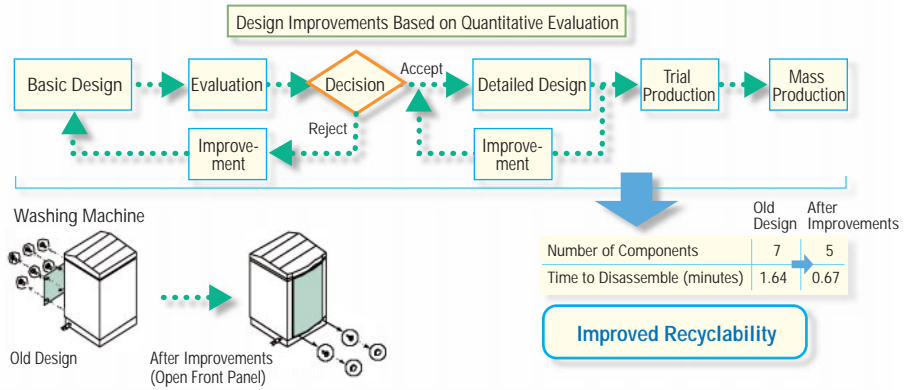 Design Improvements Based on Quantitative Evaluation
Basic Design
Evaluation
Decision
Accept
Detailed Design
Trial
Production
Mass
Production
Reject
Improve-
ment
Improve-
ment
Washing Machine
Old Design
After Improvements
(Open Front Panel)
Old After
Design Improvements
Number of Components 7 5
Time to Disassemble (minutes) 1.64 0.67
Improved Recyclability